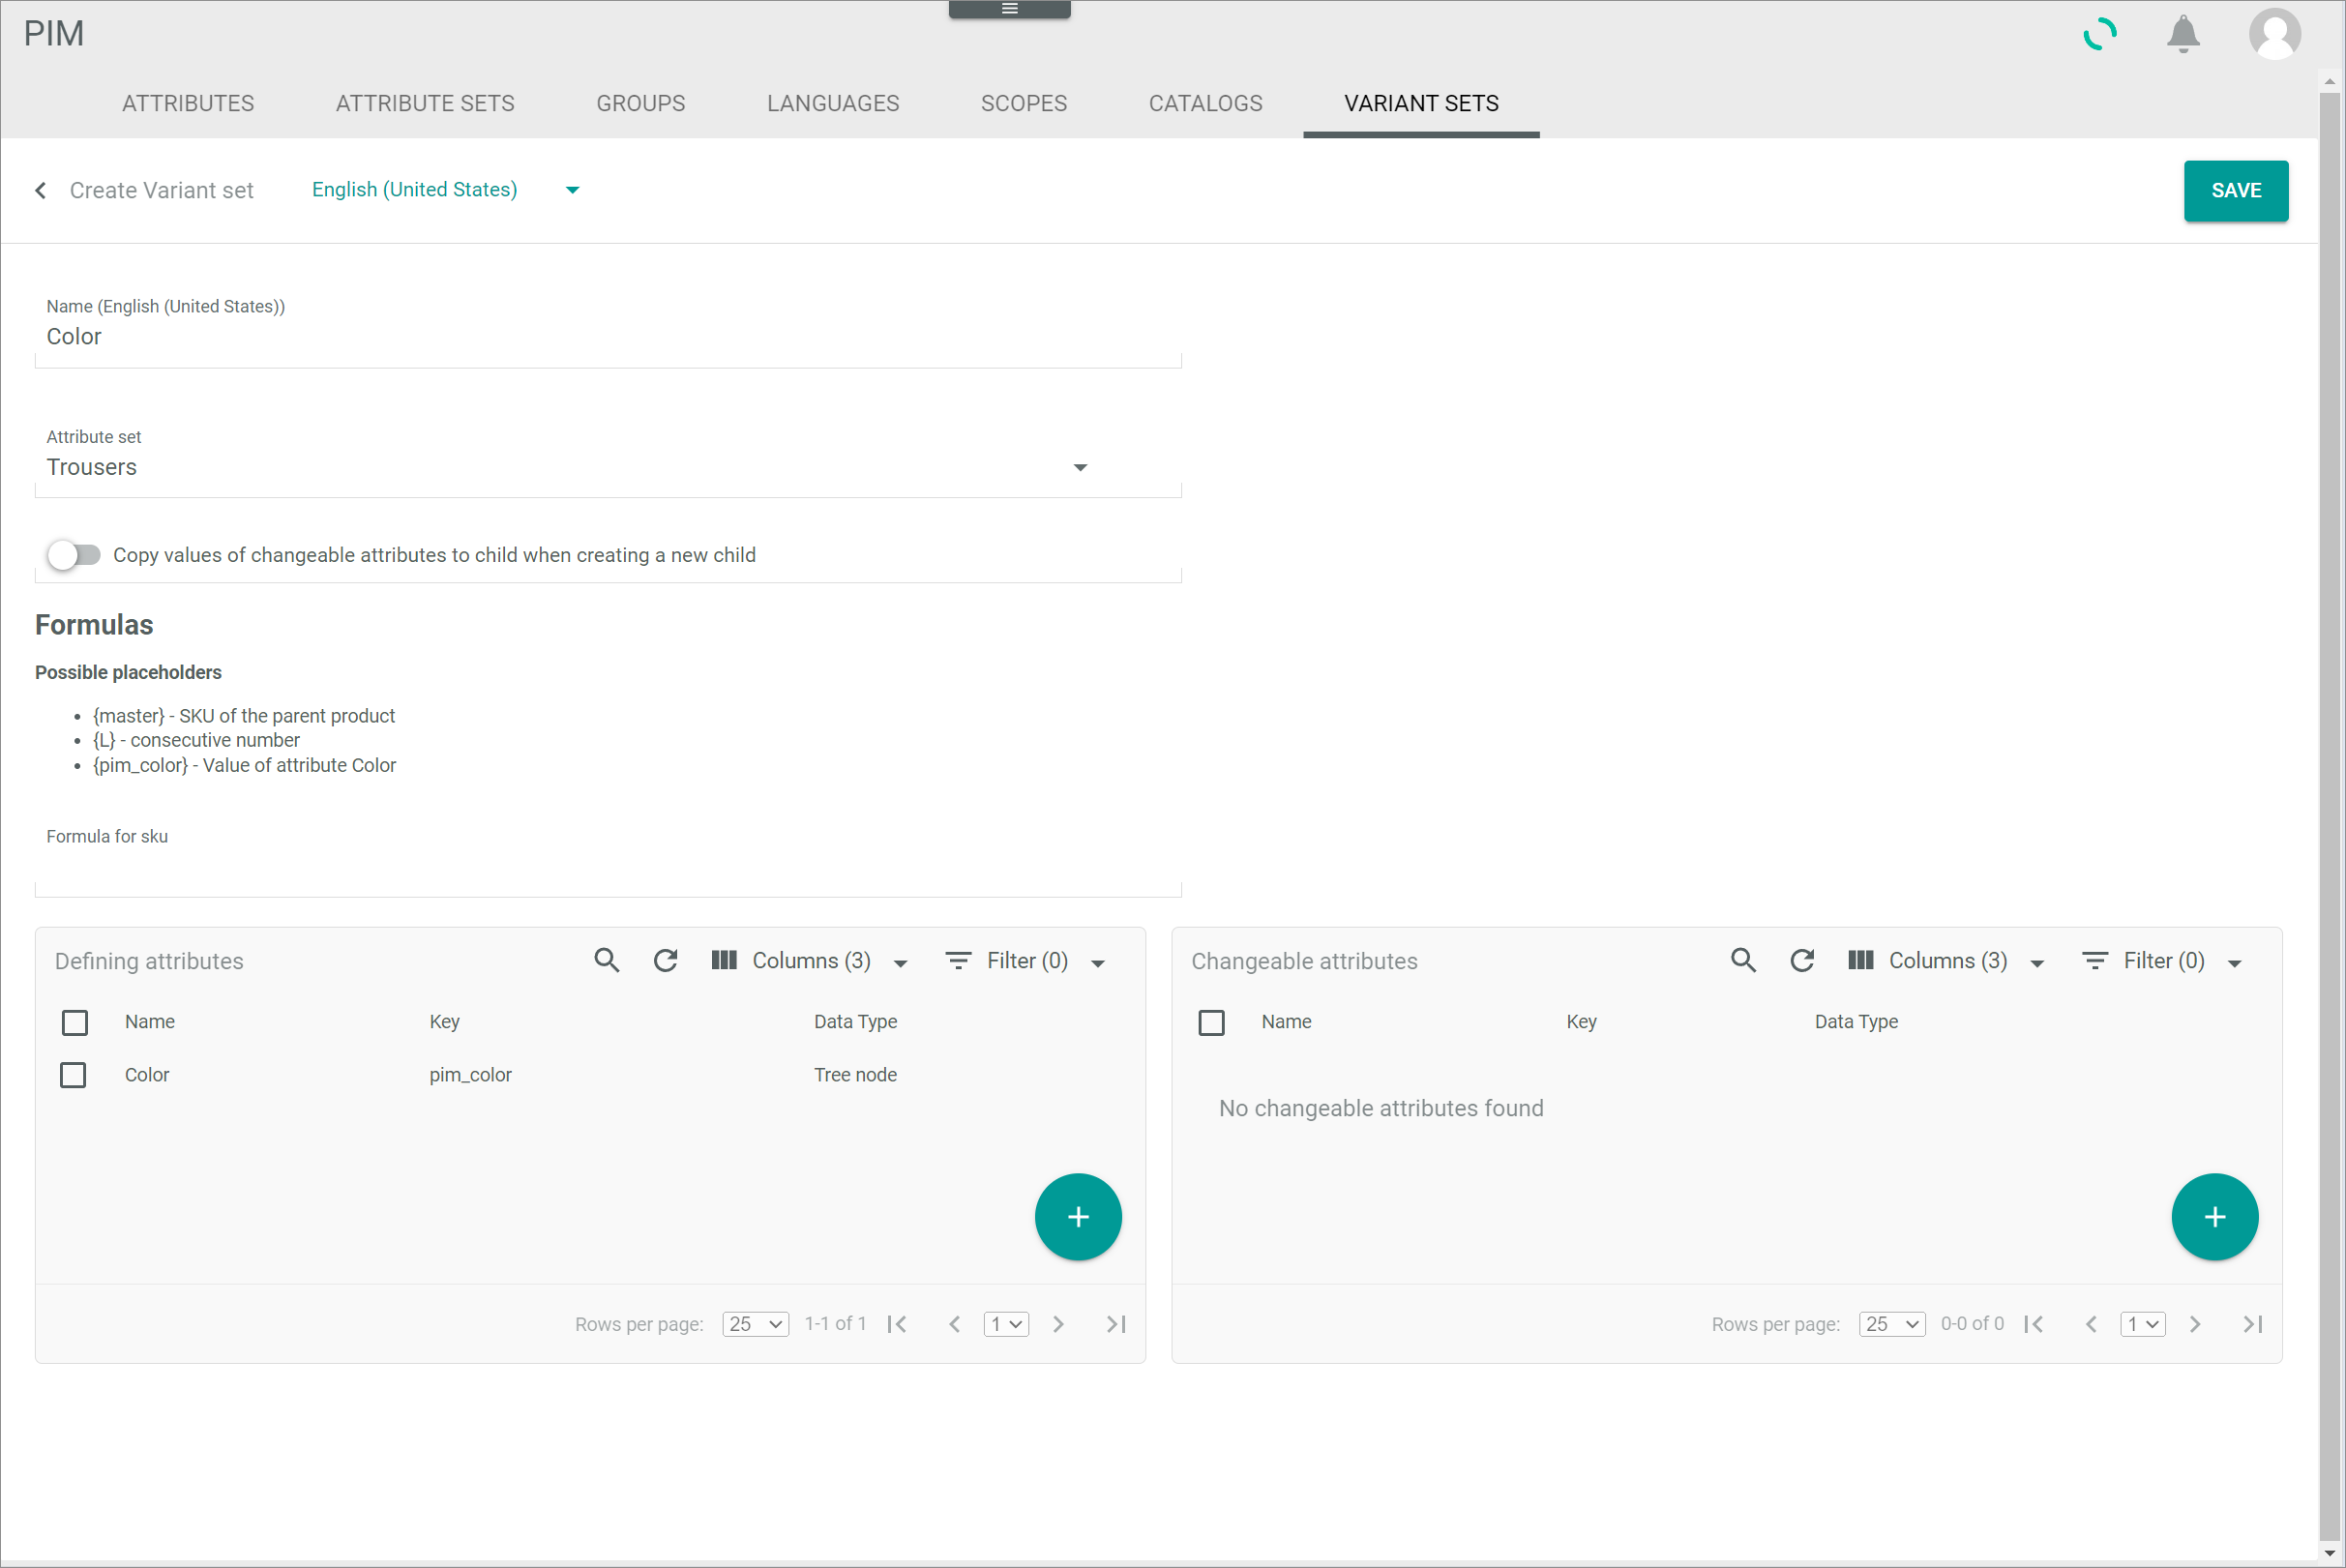 PIM
ATTRIBUTES ATTRIBUTE SETS GROUPS LANGUAGES SCOPES CATALOGS VARIANT SETS
Create Variant set English (United States) SAVE
Name (English (United States))
Color
Attribute set
Trousers
Copy values of changeable attributes to child when creating a new child
Formulas
Possible placeholders
• {master} - SKU of the parent product
• {L} - consecutive number
• {pim_color} - Value of attribute Color
Formula for sku
Defining attributes Columns (3) Filter (0)
Name Key Data Type
Color pim_color Tree node
+
Rows per page: 25 1-1 of 1 1
Changeable attributes Columns (3) Filter (0)
Name Key Data Type
No changeable attributes found
+
Rows per page: 25 0-0 of 0 1